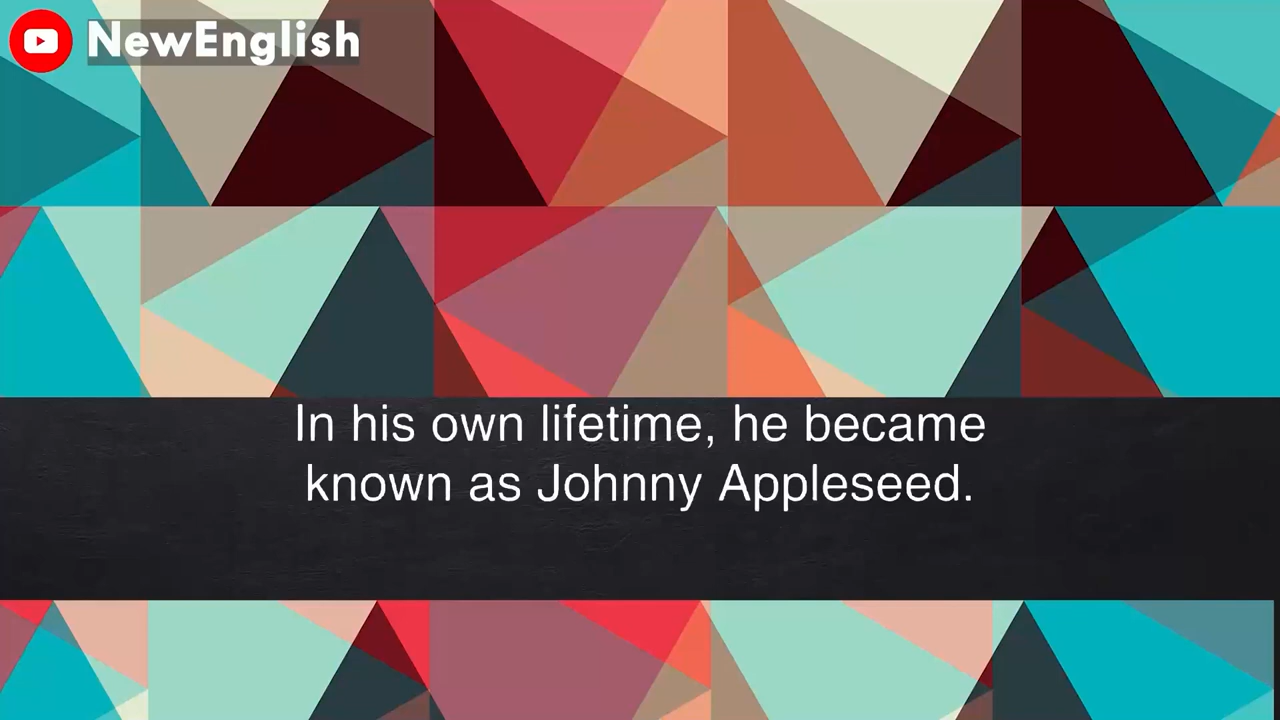 NewEnglish
In his own lifetime, he became
known as Johnny Appleseed.